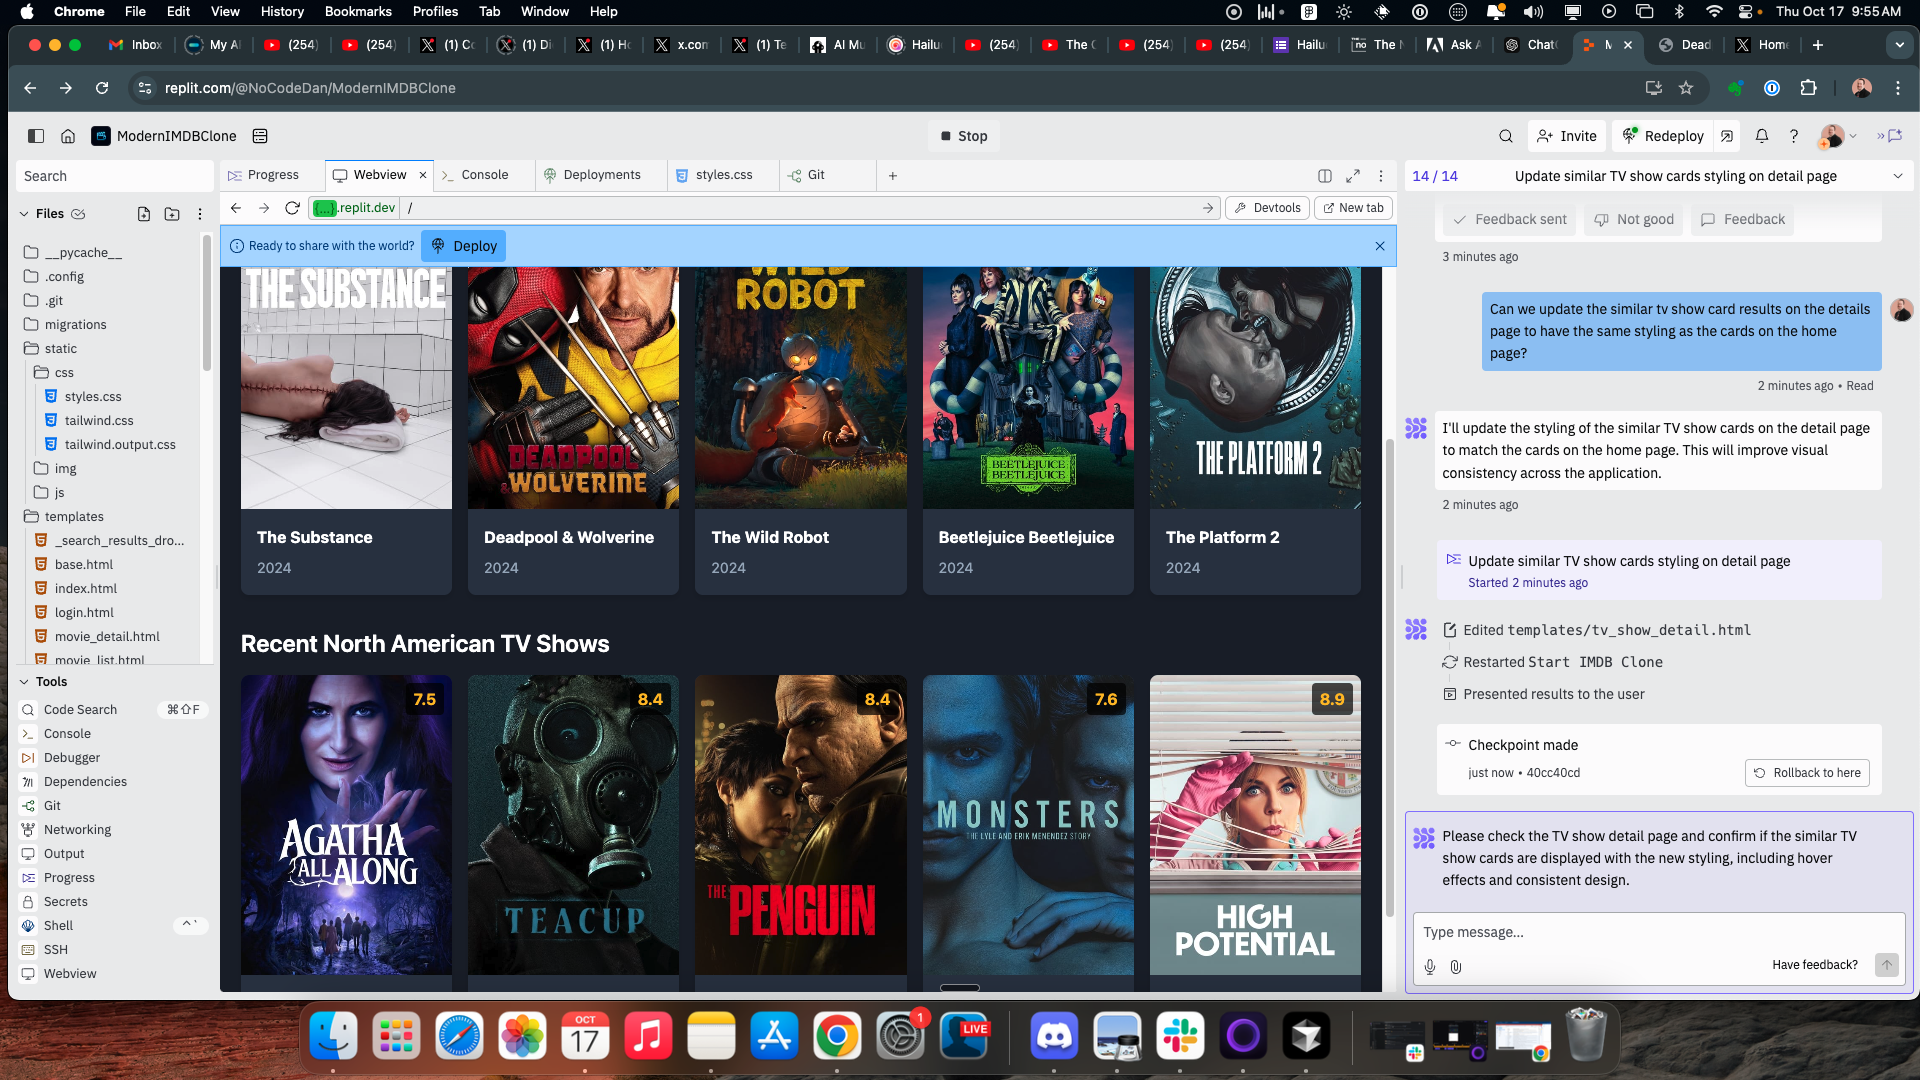 Chrome File Edit View History Bookmarks Profiles Tab Window Help Thu Oct 17 9:55 AM
Inbox My A (254) (254) (1) C (1) Di (1) H x.com (1) Te AI Mu Hailu (254) The (254) (254) Hailu The N Ask A Chat M Dead Home
replit.com/@NoCodeDan/ModernIMDBClone
ModernIMDBClone Stop Invite Redeploy
Search
Progress Webview Console Deployments styles.css Git
14 / 14 Update similar TV show cards styling on detail page
Files
{...}.replit.dev / Devtools New tab
Ready to share with the world? Deploy
__pycache__
.config
.git
migrations
static
css
styles.css
tailwind.css
tailwind.output.css
img
js
templates
_search_results_dro...
base.html
index.html
login.html
movie_detail.html
movie_list.html
Tools
Code Search ⌘⇧F
Console
Debugger
Dependencies
Git
Networking
Output
Progress
Secrets
Shell ^ `
SSH
Webview
THE SUBSTANCE
DEADPOOL
& WOLVERINE
WILD
ROBOT
BEETLEJUICE
BEETLEJUICE
THE PLATFORM 2
The Substance
2024
Deadpool & Wolverine
2024
The Wild Robot
2024
Beetlejuice Beetlejuice
2024
The Platform 2
2024
Recent North American TV Shows
7.5
AGATHA
ALL ALONG
8.4
TEACUP
8.4
THE PENGUIN
7.6
MONSTERS
THE LYLE AND ERIK MENENDEZ STORY
8.9
HIGH
POTENTIAL
Feedback sent Not good Feedback
3 minutes ago
Can we update the similar tv show card results on the details
page to have the same styling as the cards on the home
page?
2 minutes ago • Read
I'll update the styling of the similar TV show cards on the detail page
to match the cards on the home page. This will improve visual
consistency across the application.
2 minutes ago
Update similar TV show cards styling on detail page
Started 2 minutes ago
Edited templates/tv_show_detail.html
Restarted Start IMDB Clone
Presented results to the user
Checkpoint made
just now • 40cc40cd Rollback to here
Please check the TV show detail page and confirm if the similar TV
show cards are displayed with the new styling, including hover
effects and consistent design.
Type message...
Have feedback?
OCT
17
1
LIVE